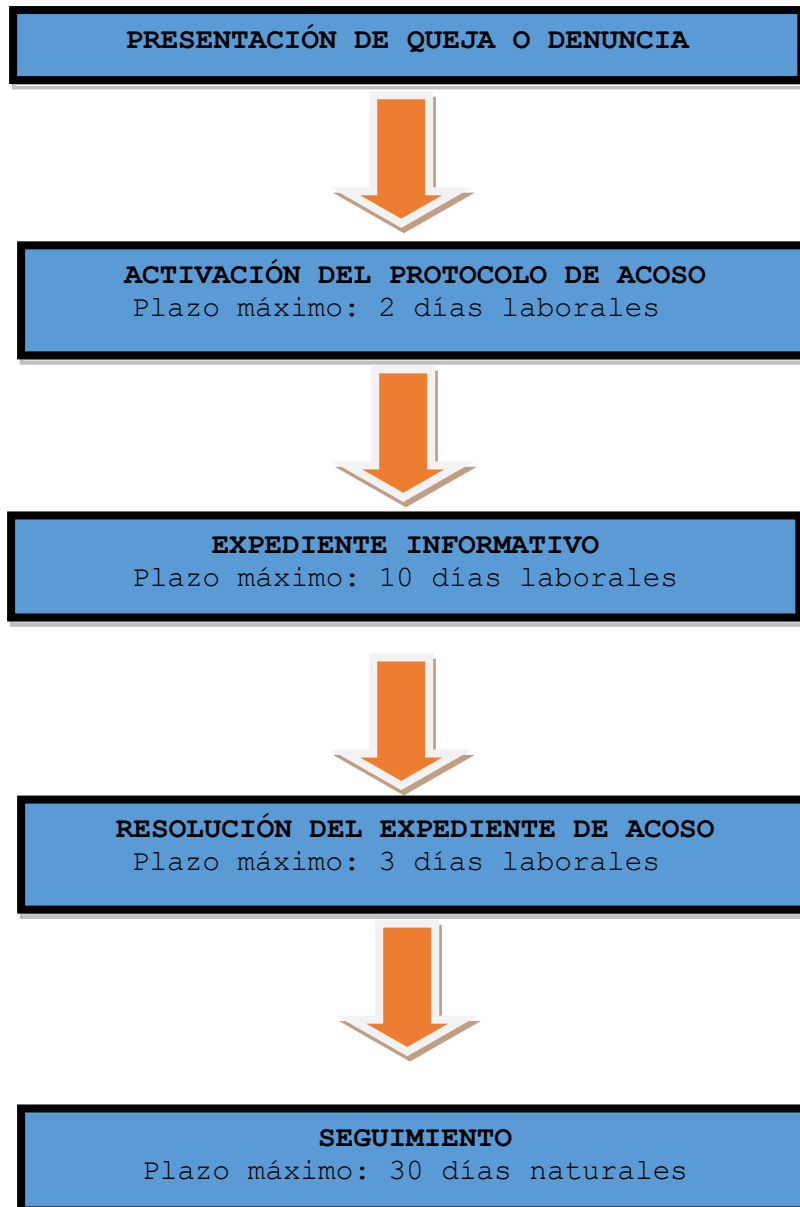 PRESENTACIÓN DE QUEJA O DENUNCIA
ACTIVACIÓN DEL PROTOCOLO DE ACOSO
Plazo máximo: 2 días laborales
EXPEDIENTE INFORMATIVO
Plazo máximo: 10 días laborales
RESOLUCIÓN DEL EXPEDIENTE DE ACOSO
Plazo máximo: 3 días laborales
SEGUIMIENTO
Plazo máximo: 30 días naturales